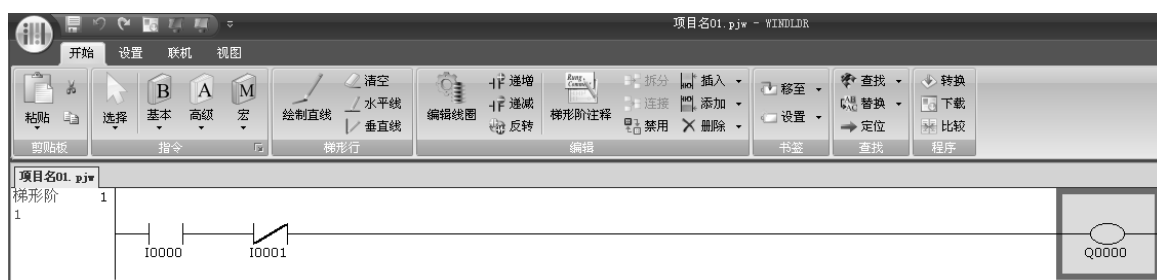 项目名01.pjw - WINDLDR
开始 设置 联机 视图
粘贴 选择 B 基本 A 高级 M 宏 绘制直线 清空 水平线 垂直线 编辑线圈 递增 递减 反转 Rung Comment 梯形阶注释 拆分 连接 禁用 插入 添加 删除 移至 设置 查找 替换 定位 转换 下载 比较
剪贴板 指令 梯形行 编辑 书签 查找 程序
项目名01.pjw
梯形阶 1
1
I0000 I0001 Q0000